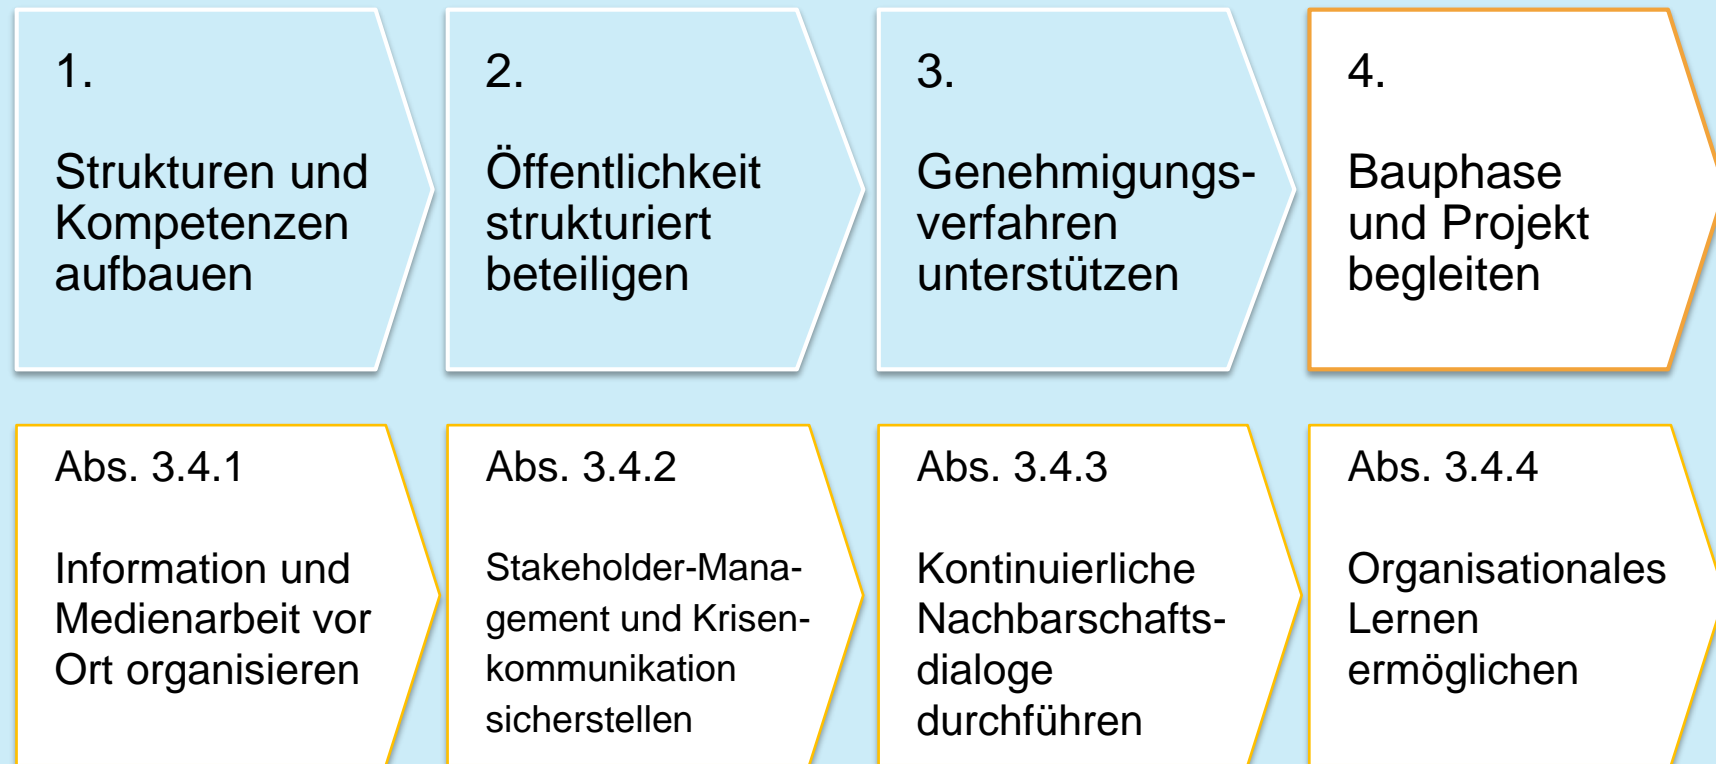 1.
Strukturen und
Kompetenzen
aufbauen
2.
Öffentlichkeit
strukturiert
beteiligen
3.
Genehmigungs-
verfahren
unterstützen
4.
Bauphase
und Projekt
begleiten
Abs. 3.4.1
Information und
Medienarbeit vor
Ort organisieren
Abs. 3.4.2
Stakeholder-Mana-
gement und Krisen-
kommunikation
sicherstellen
Abs. 3.4.3
Kontinuierliche
Nachbarschafts-
dialoge
durchführen
Abs. 3.4.4
Organisationales
Lernen
ermöglichen